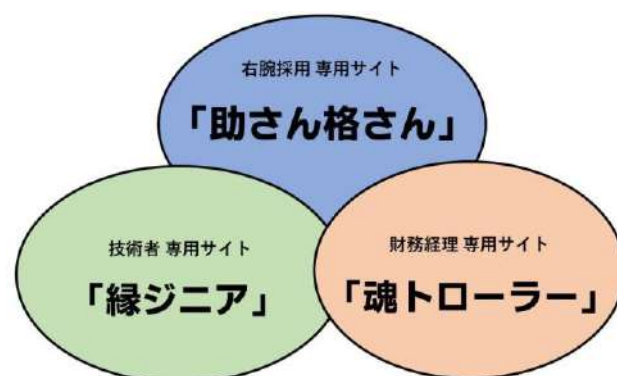 右腕採用 専用サイト
「助さん格さん」
技術者 専用サイト
「縁ジニア」
財務経理 専用サイト
「魂トローラー」